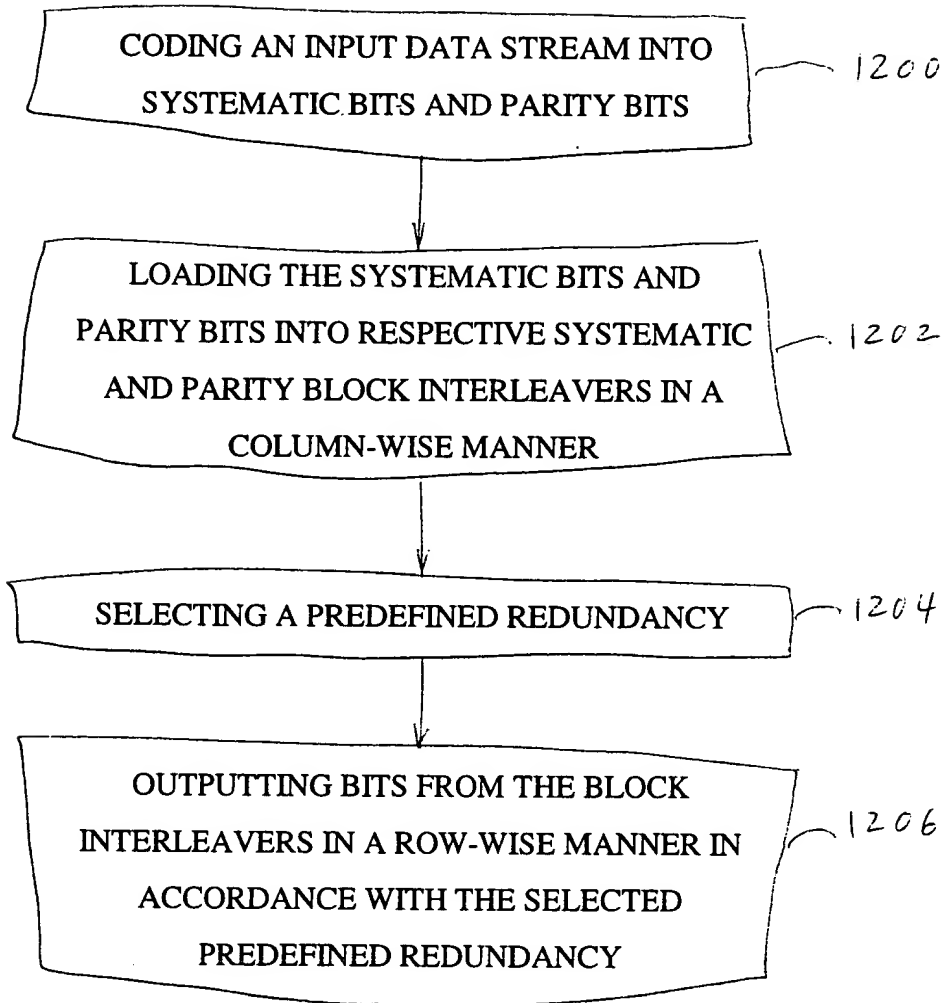 CODING AN INPUT DATA STREAM INTO
SYSTEMATIC BITS AND PARITY BITS
1200
LOADING THE SYSTEMATIC BITS AND
PARITY BITS INTO RESPECTIVE SYSTEMATIC
AND PARITY BLOCK INTERLEAVERS IN A
COLUMN-WISE MANNER
1202
SELECTING A PREDEFINED REDUNDANCY
1204
OUTPUTTING BITS FROM THE BLOCK
INTERLEAVERS IN A ROW-WISE MANNER IN
ACCORDANCE WITH THE SELECTED
PREDEFINED REDUNDANCY
1206